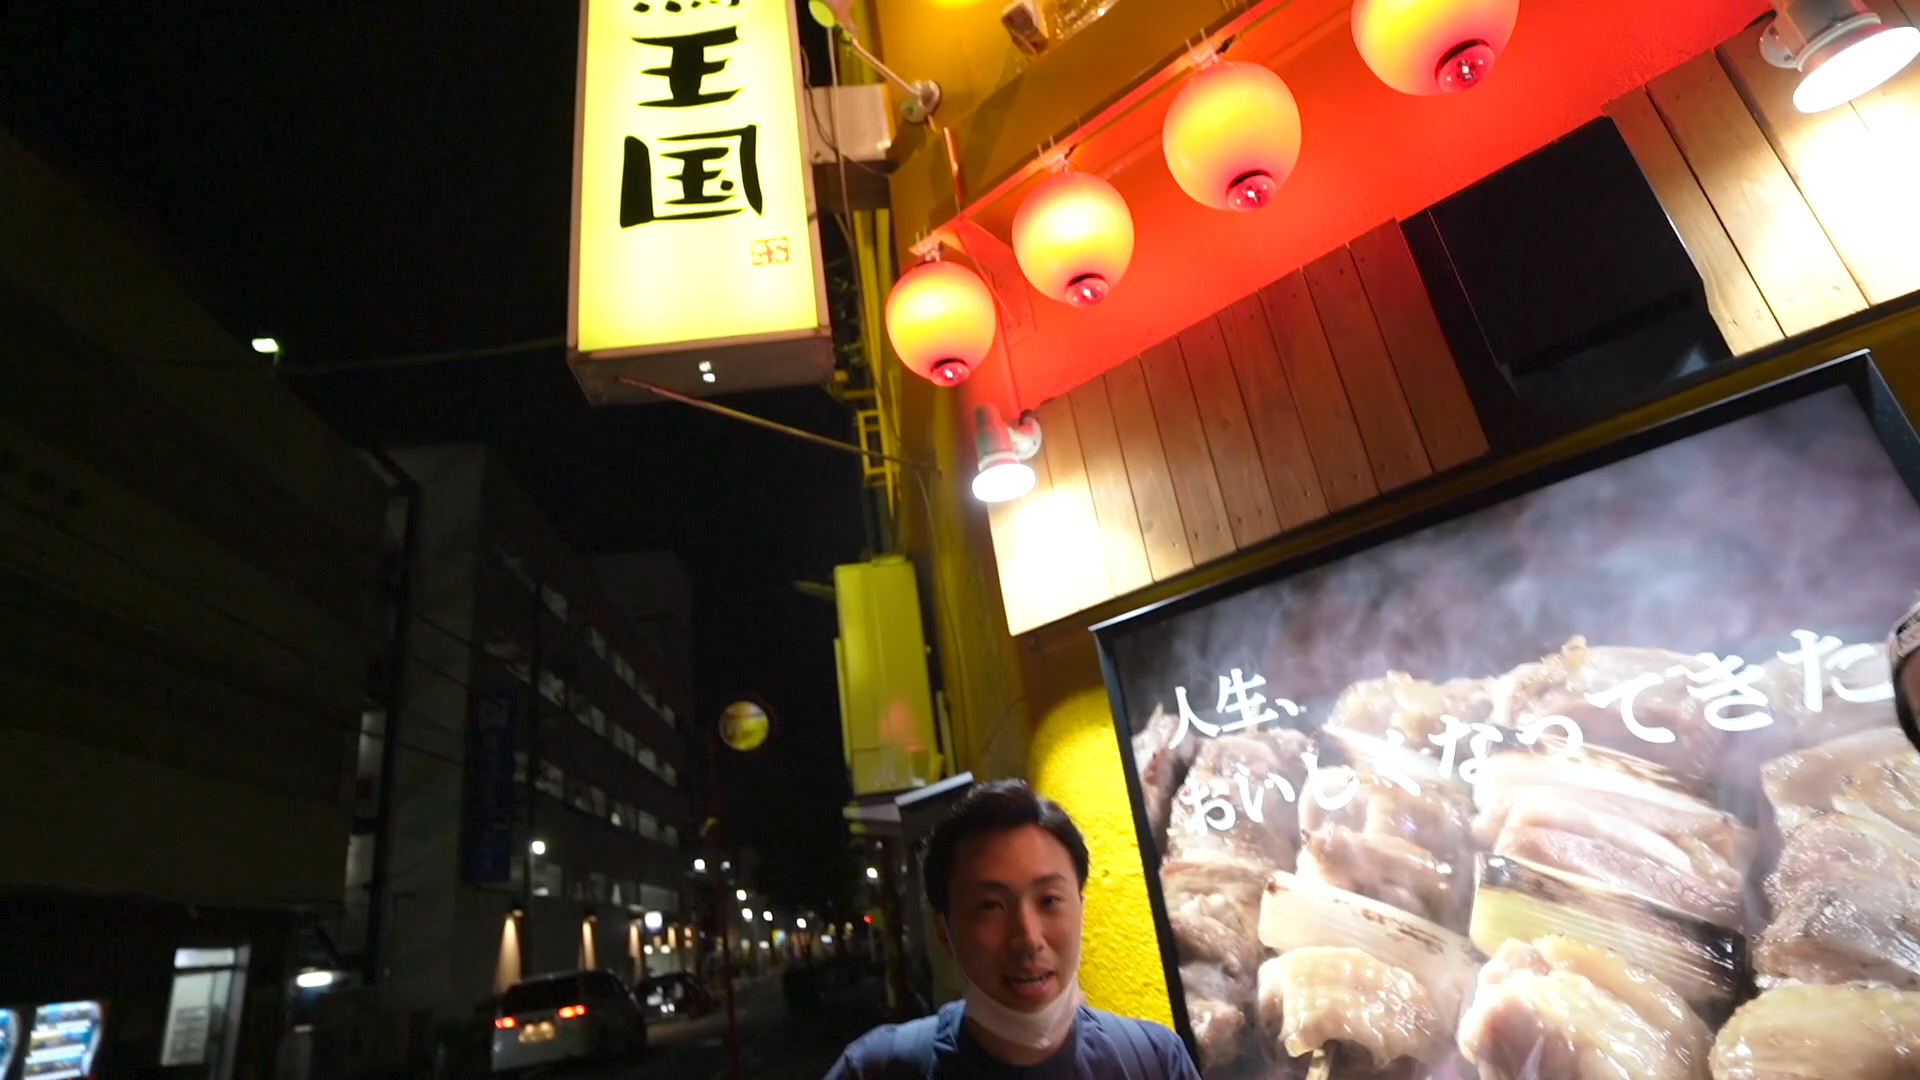 王国
人生、
おいしくなってきた